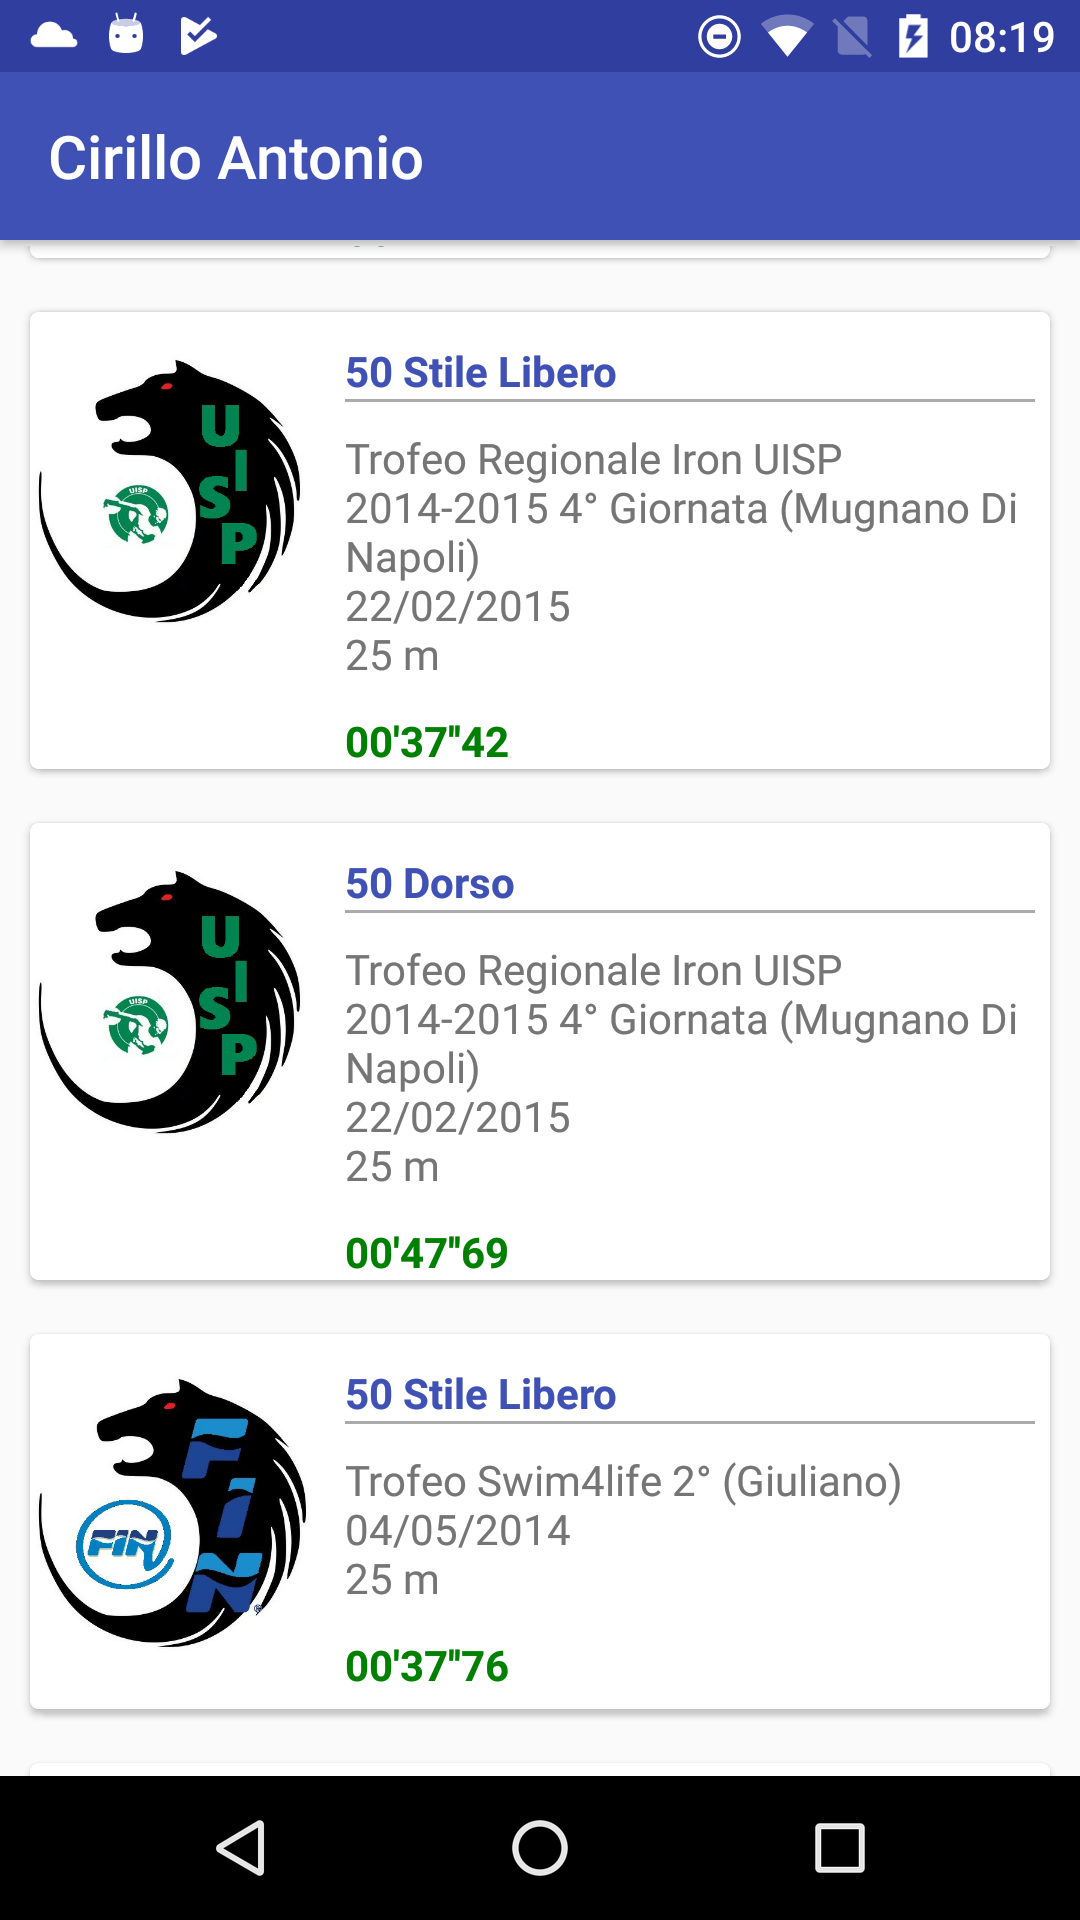 08:19
Cirillo Antonio
50 Stile Libero
UISP
UISP
Trofeo Regionale Iron UISP
2014-2015 4° Giornata (Mugnano Di
Napoli)
22/02/2015
25 m
00'37"42
50 Dorso
UISP
UISP
Trofeo Regionale Iron UISP
2014-2015 4° Giornata (Mugnano Di
Napoli)
22/02/2015
25 m
00'47"69
50 Stile Libero
FIN
FIN
Trofeo Swim4life 2° (Giuliano)
04/05/2014
25 m
00'37"76